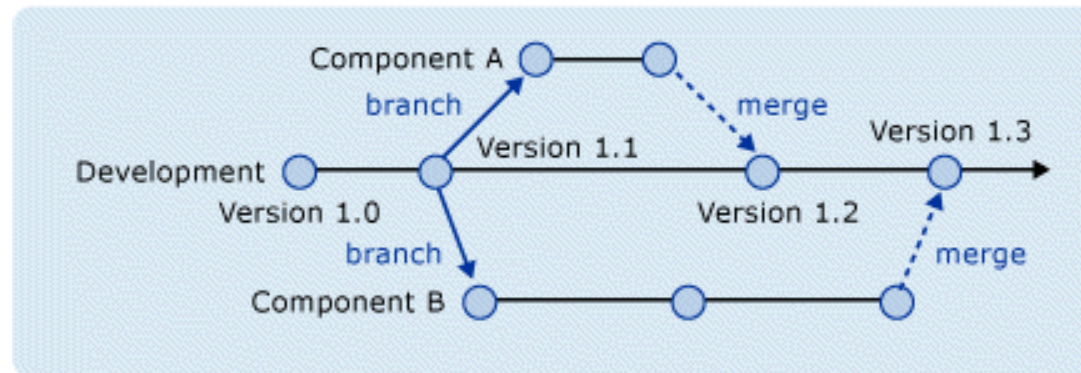 Component A
branch
merge
Version 1.3
Version 1.1
Development
Version 1.0
Version 1.2
branch
merge
Component B